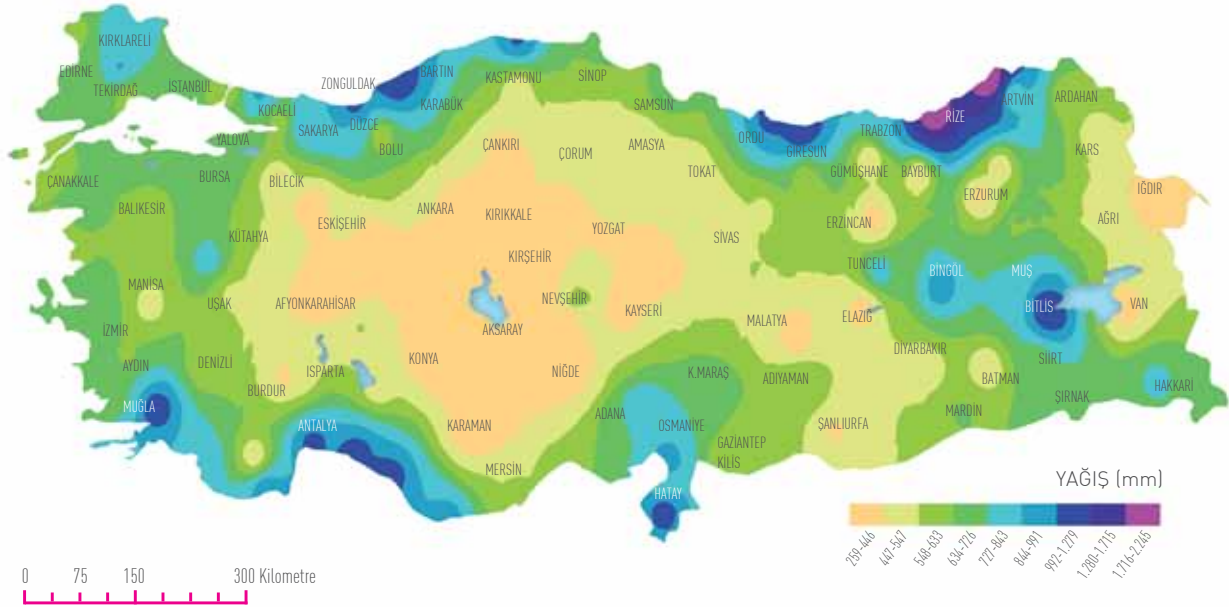 KIRKLARELİ
EDİRNE
TEKİRDAĞ
İSTANBUL
ZONGULDAK
BARTIN
KASTAMONU
SİNOP
KOCAELİ
KARABÜK
SAMSUN
SAKARYA
DÜZCE
YALOVA
BOLU
ÇANKIRI
ÇORUM
AMASYA
ORDU
GİRESUN
TRABZON
RİZE
ARTVİN
ARDAHAN
KARS
ÇANAKKALE
BURSA
BİLECİK
TOKAT
GÜMÜŞHANE
BAYBURT
ERZURUM
IĞDIR
BALIKESİR
ESKİŞEHİR
ANKARA
KIRIKKALE
YOZGAT
SİVAS
ERZİNCAN
AĞRI
KÜTAHYA
KIRŞEHİR
TUNCELİ
BİNGÖL
MUŞ
MANİSA
UŞAK
AFYONKARAHİSAR
NEVŞEHİR
KAYSERİ
MALATYA
ELAZIĞ
BİTLİS
VAN
İZMİR
AKSARAY
DİYARBAKIR
AYDIN
DENİZLİ
ISPARTA
KONYA
NİĞDE
K.MARAŞ
ADIYAMAN
BATMAN
SİİRT
HAKKARİ
BURDUR
ŞIRNAK
MUĞLA
ANTALYA
KARAMAN
ADANA
OSMANİYE
ŞANLIURFA
MARDİN
GAZİANTEP
KİLİS
MERSİN
HATAY
YAĞIŞ (mm)
259-446
447-547
548-633
634-726
727-843
844-991
992-1.279
1.280-1.715
1.716-2.245
0 75 150 300 Kilometre